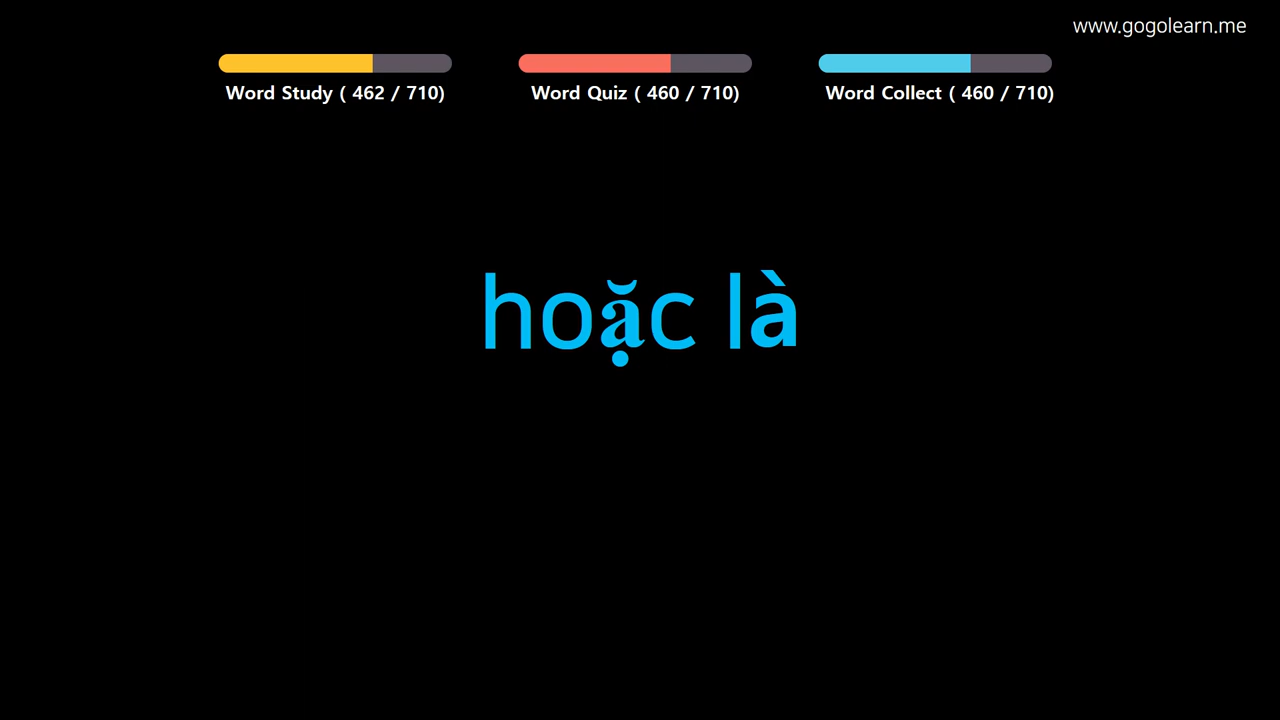 www.gogolearn.me
Word Study ( 462 / 710)
Word Quiz ( 460 / 710)
Word Collect ( 460 / 710)
hoặc là